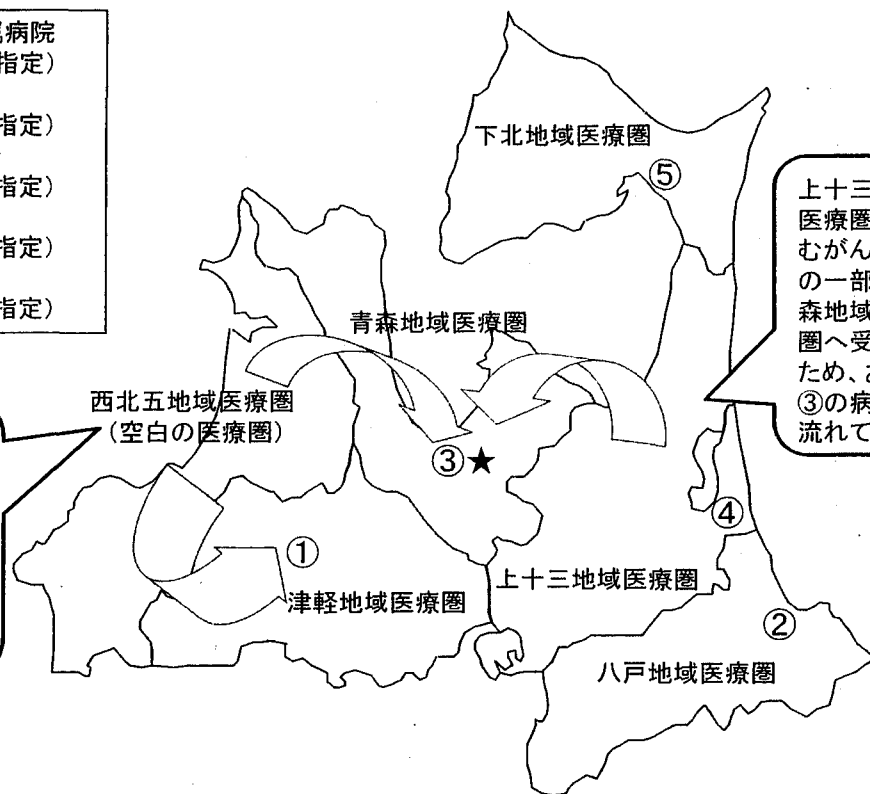 属病院
指定）
指定）
指定）
指定）
指定）
下北地域医療圏
⑤
上十三
医療圏
むがん
の一部
森地域
圏へ受
ため、
③の病
流れて
青森地域医療圏
西北五地域医療圏
（空白の医療圏）
③★
④
①
津軽地域医療圏
上十三地域医療圏
②
八戸地域医療圏